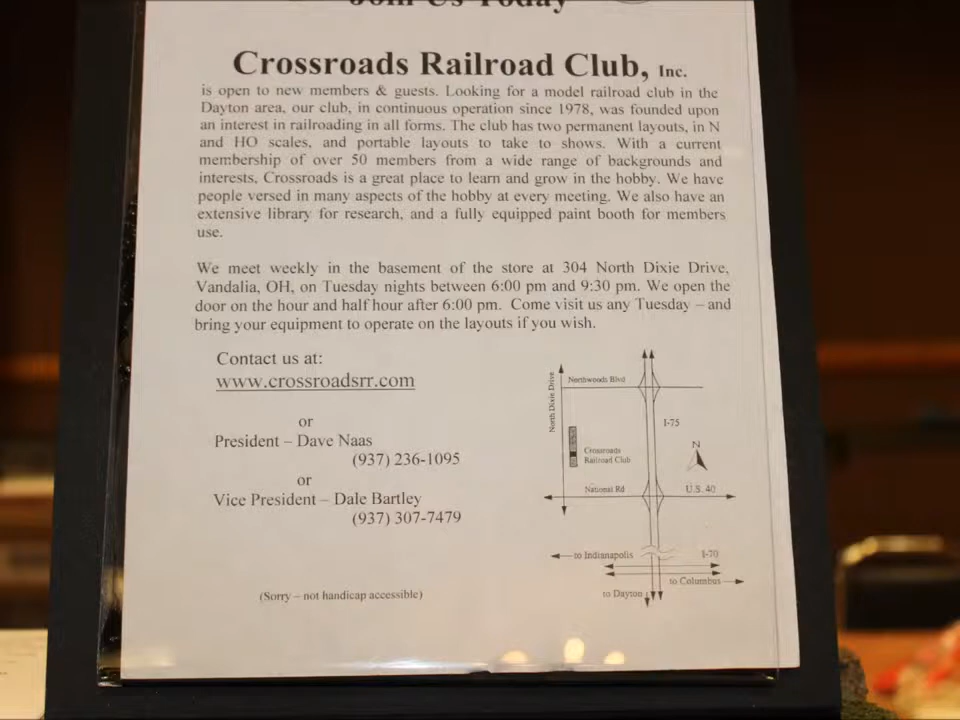 Join Us Today
Crossroads Railroad Club, Inc.
is open to new members & guests. Looking for a model railroad club in the
Dayton area, our club, in continuous operation since 1978, was founded upon
an interest in railroading in all forms. The club has two permanent layouts, in N
and HO scales, and portable layouts to take to shows. With a current
membership of over 50 members from a wide range of backgrounds and
interests, Crossroads is a great place to learn and grow in the hobby. We have
people versed in many aspects of the hobby at every meeting. We also have an
extensive library for research, and a fully equipped paint booth for members
use.
We meet weekly in the basement of the store at 304 North Dixie Drive,
Vandalia, OH, on Tuesday nights between 6:00 pm and 9:30 pm. We open the
door on the hour and half hour after 6:00 pm. Come visit us any Tuesday – and
bring your equipment to operate on the layouts if you wish.
Contact us at:
www.crossroadsrr.com
or
President – Dave Naas
(937) 236-1095
or
Vice President – Dale Bartley
(937) 307-7479
(Sorry – not handicap accessible)
North Dixie Drive
Northwoods Blvd
I-75
N
Crossroads
Railroad Club
National Rd
U.S. 40
to Indianapolis
I-70
to Columbus
to Dayton